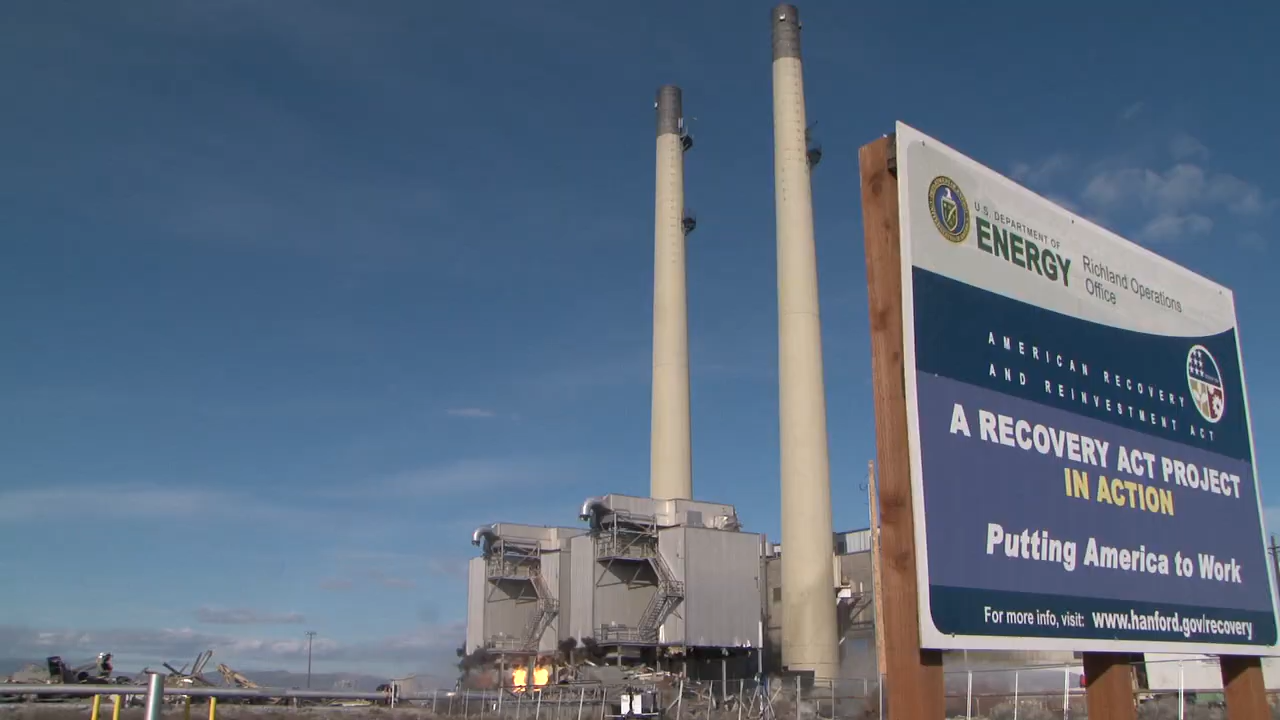 U.S. DEPARTMENT OF
ENERGY
Richland Operations
Office
AMERICAN RECOVERY
AND REINVESTMENT ACT
A RECOVERY ACT PROJECT
IN ACTION
Putting America to Work
For more info, visit: www.hanford.gov/recovery